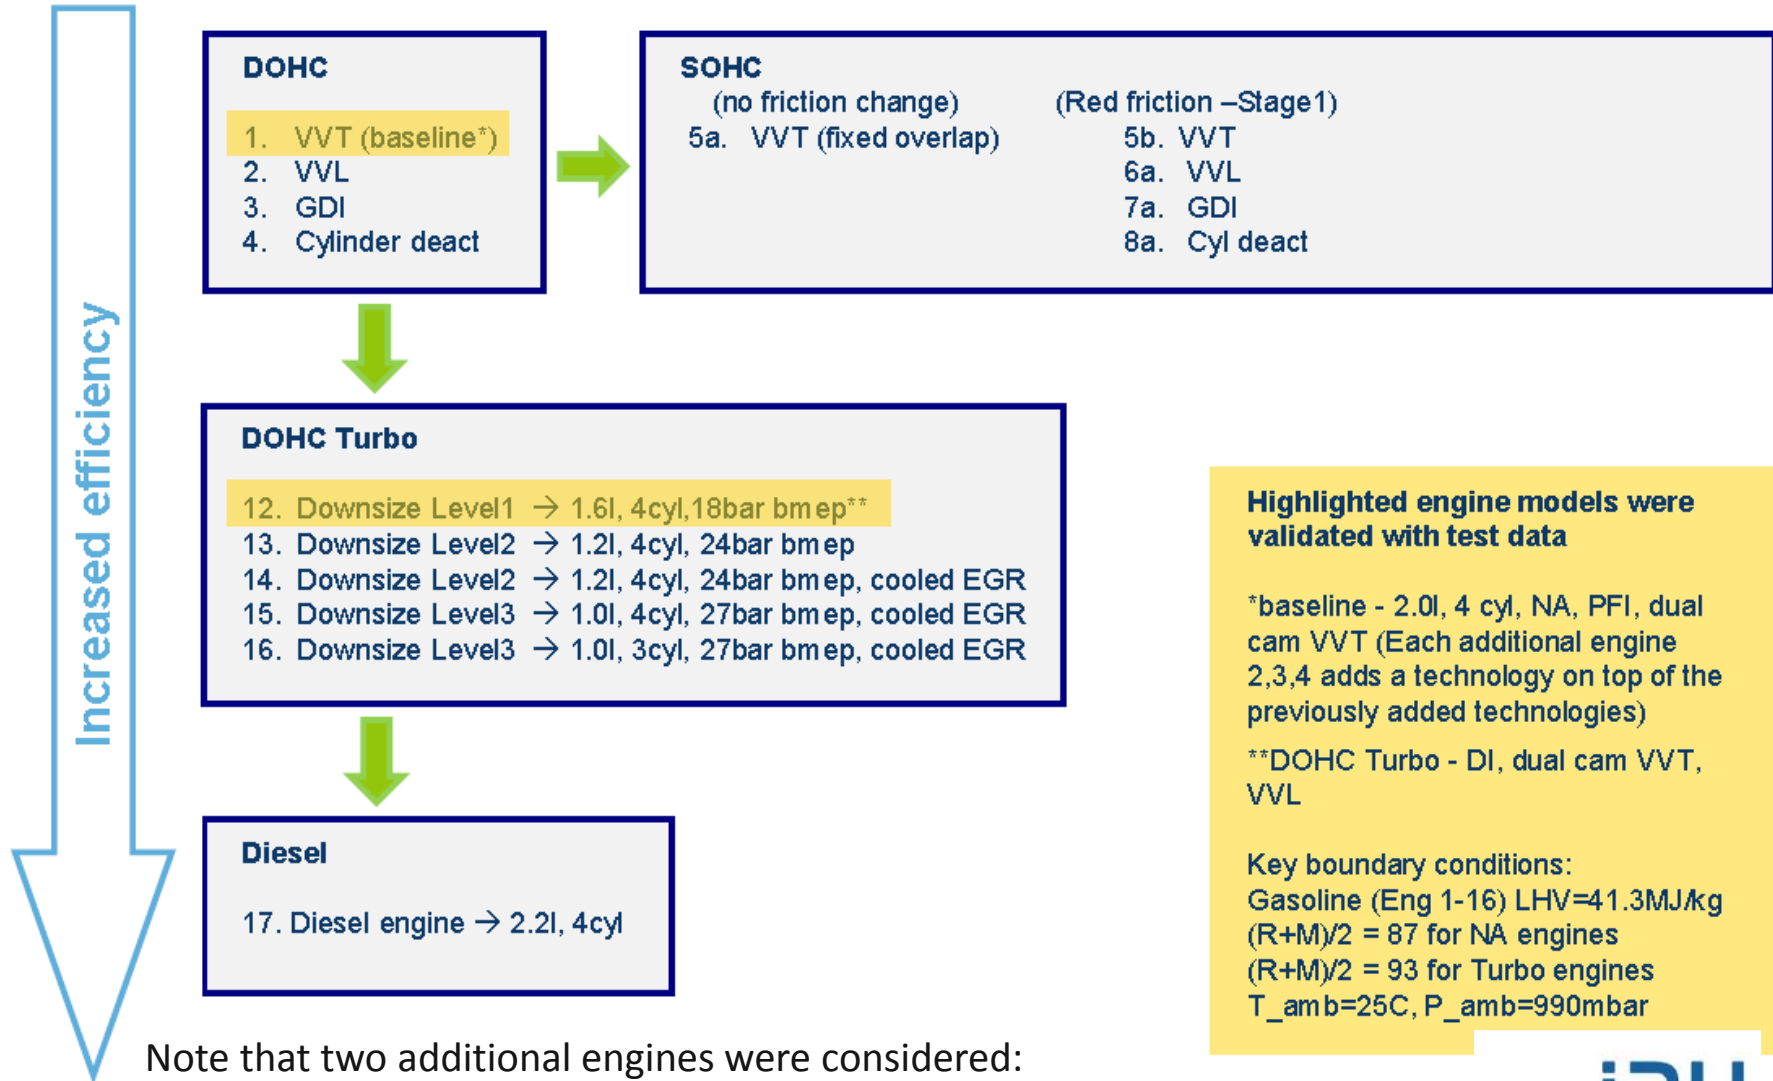 Increased efficiency
DOHC
1. VVT (baseline*)
2. VVL
3. GDI
4. Cylinder deact
SOHC
(no friction change) (Red friction –Stage1)
5a. VVT (fixed overlap) 5b. VVT
6a. VVL
7a. GDI
8a. Cyl deact
DOHC Turbo
12. Downsize Level1 → 1.6l, 4cyl,18bar bmep**
13. Downsize Level2 → 1.2l, 4cyl, 24bar bmep
14. Downsize Level2 → 1.2l, 4cyl, 24bar bmep, cooled EGR
15. Downsize Level3 → 1.0l, 4cyl, 27bar bmep, cooled EGR
16. Downsize Level3 → 1.0l, 3cyl, 27bar bmep, cooled EGR
Diesel
17. Diesel engine → 2.2l, 4cyl
Highlighted engine models were
validated with test data
*baseline - 2.0l, 4 cyl, NA, PFI, dual
cam VVT (Each additional engine
2,3,4 adds a technology on top of the
previously added technologies)
**DOHC Turbo - DI, dual cam VVT,
VVL
Key boundary conditions:
Gasoline (Eng 1-16) LHV=41.3MJ/kg
(R+M)/2 = 87 for NA engines
(R+M)/2 = 93 for Turbo engines
T_amb=25C, P_amb=990mbar
Note that two additional engines were considered: